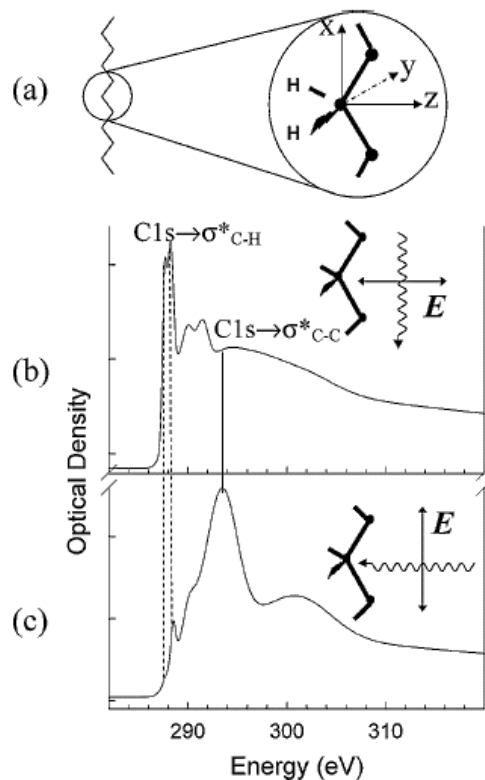 (a)
x
y
z
H
H
(b)
C1s→σ*C-H
C1s→σ*C-C
E
(c)
E
Optical Density
290 300 310
Energy (eV)